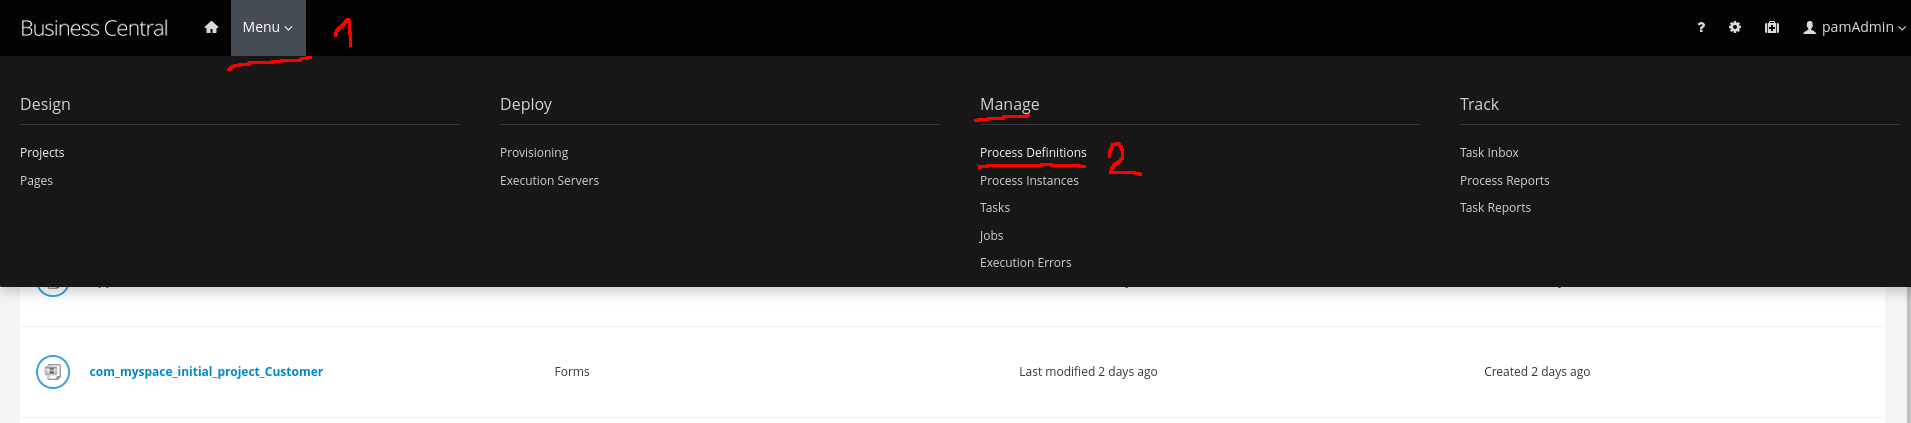 Business Central Menu 1 ? pamAdmin
Design Deploy Manage Track
Projects Provisioning Process Definitions 2 Task Inbox
Pages Execution Servers Process Instances Process Reports
Tasks Task Reports
Jobs
Execution Errors
com_myspace_initial_project_Customer Forms Last modified 2 days ago Created 2 days ago